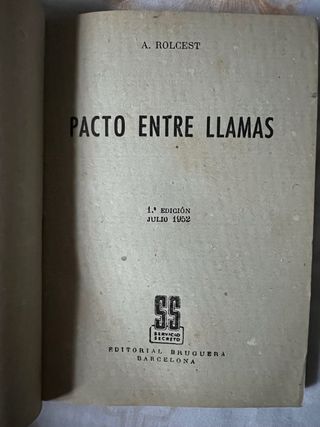 A. ROLCEST
PACTO ENTRE LLAMAS
1.ª EDICIÓN
JULIO 1952
SS
SERVICIO
SECRETO
EDITORIAL BRUGUERA
BARCELONA